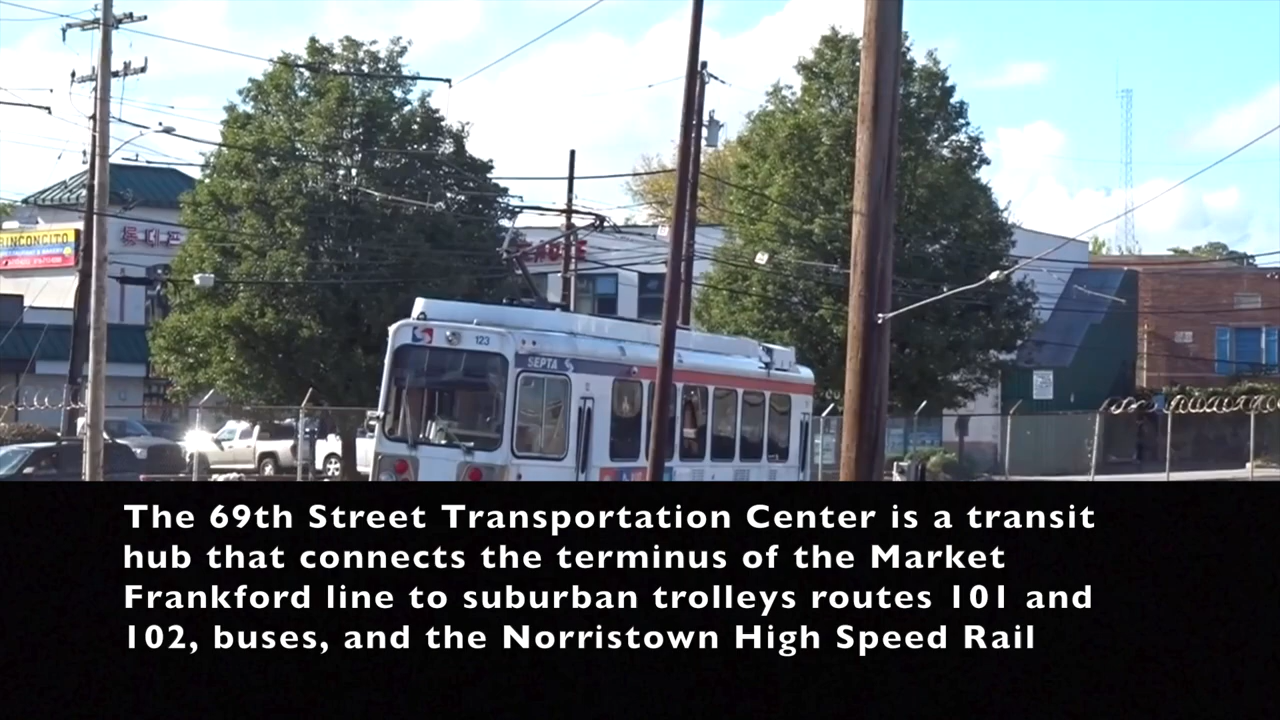 RINCONCITO
123
SEPTA
The 69th Street Transportation Center is a transit
hub that connects the terminus of the Market
Frankford line to suburban trolleys routes 101 and
102, buses, and the Norristown High Speed Rail